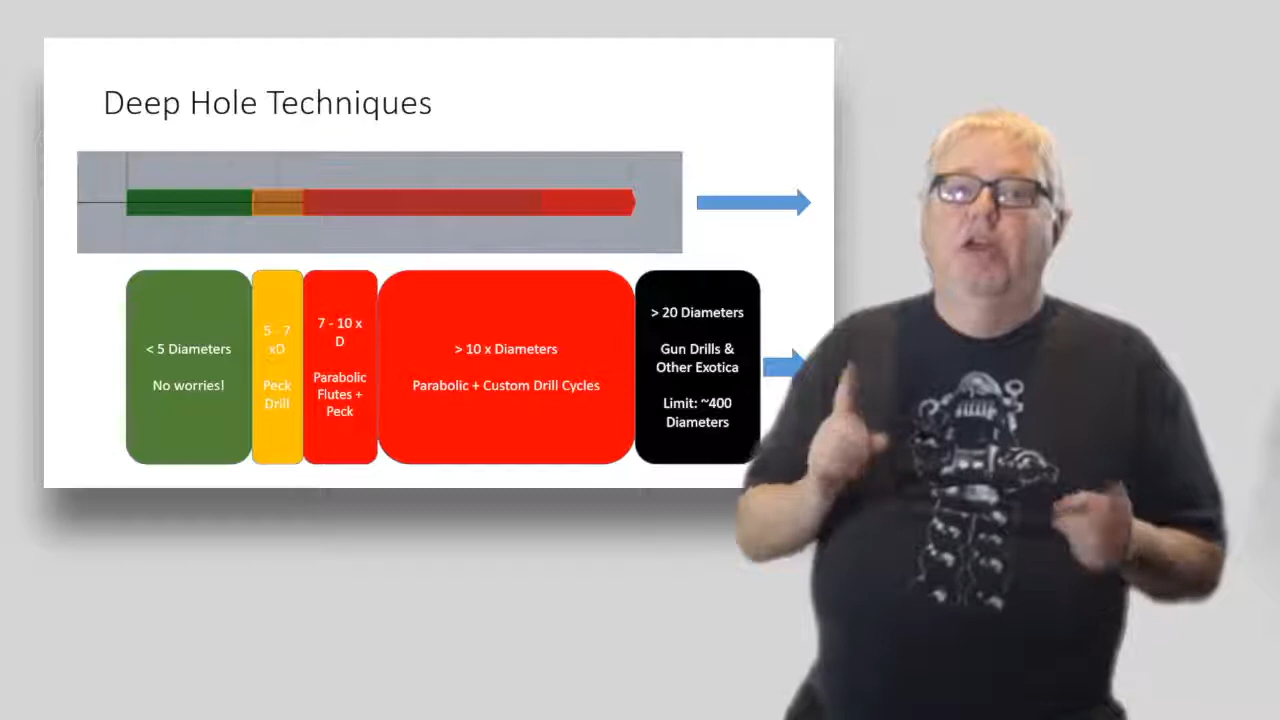 Deep Hole Techniques
< 5 Diameters
No worries!
5 - 7
xD
Peck
Drill
7 - 10 x
D
Parabolic
Flutes +
Peck
> 10 x Diameters
Parabolic + Custom Drill Cycles
> 20 Diameters
Gun Drills &
Other Exotica
Limit: ~400
Diameters